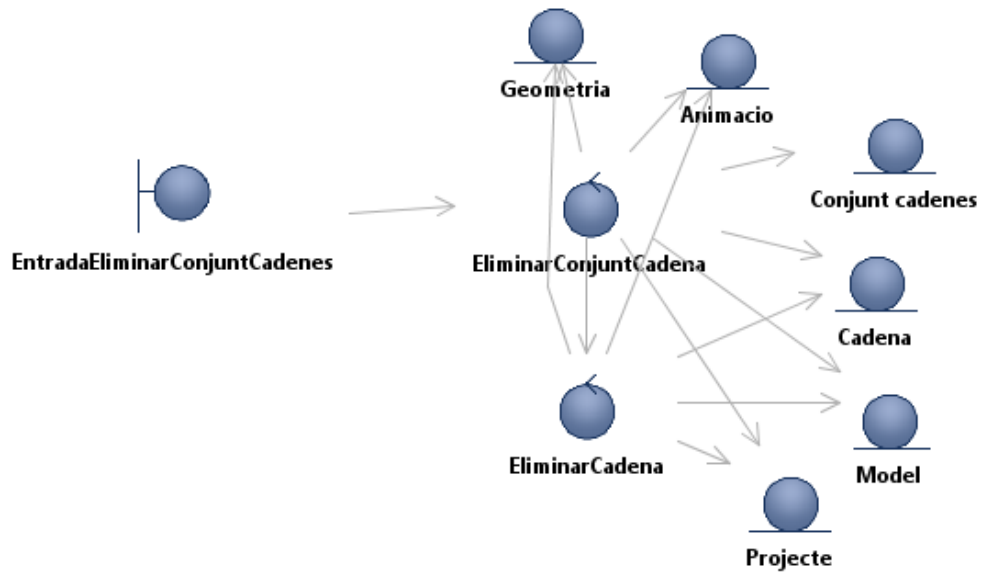 Geometria
Animacio
Conjunt cadenes
EntradaEliminarConjuntCadenes
EliminarConjuntCadena
Cadena
EliminarCadena
Model
Projecte